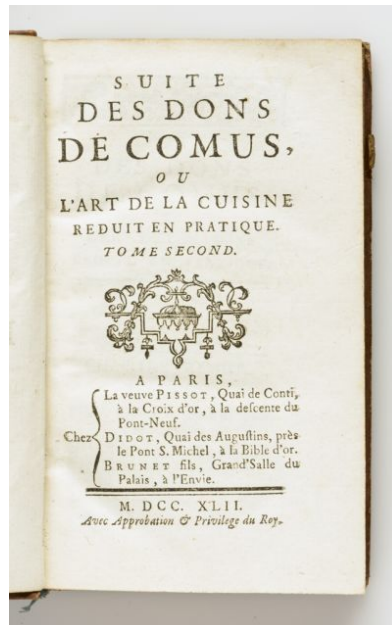 SUITE
DES DONS
DE COMUS,
OU
L'ART DE LA CUISINE
REDUIT EN PRATIQUE.
TOME SECOND.
A PARIS,
La veuve PISSOT, Quai de Conti,
à la Croix d'or, à la deſcente du
Pont-Neuf.
Chez DIDOT, Quai des Auguſtins, près
le Pont S. Michel, à la Bible d'or.
BRUNET fils, Grand'Salle du
Palais, à l'Envie.
M. DCC. XLII.
Avec Approbation & Privilege du Roy.